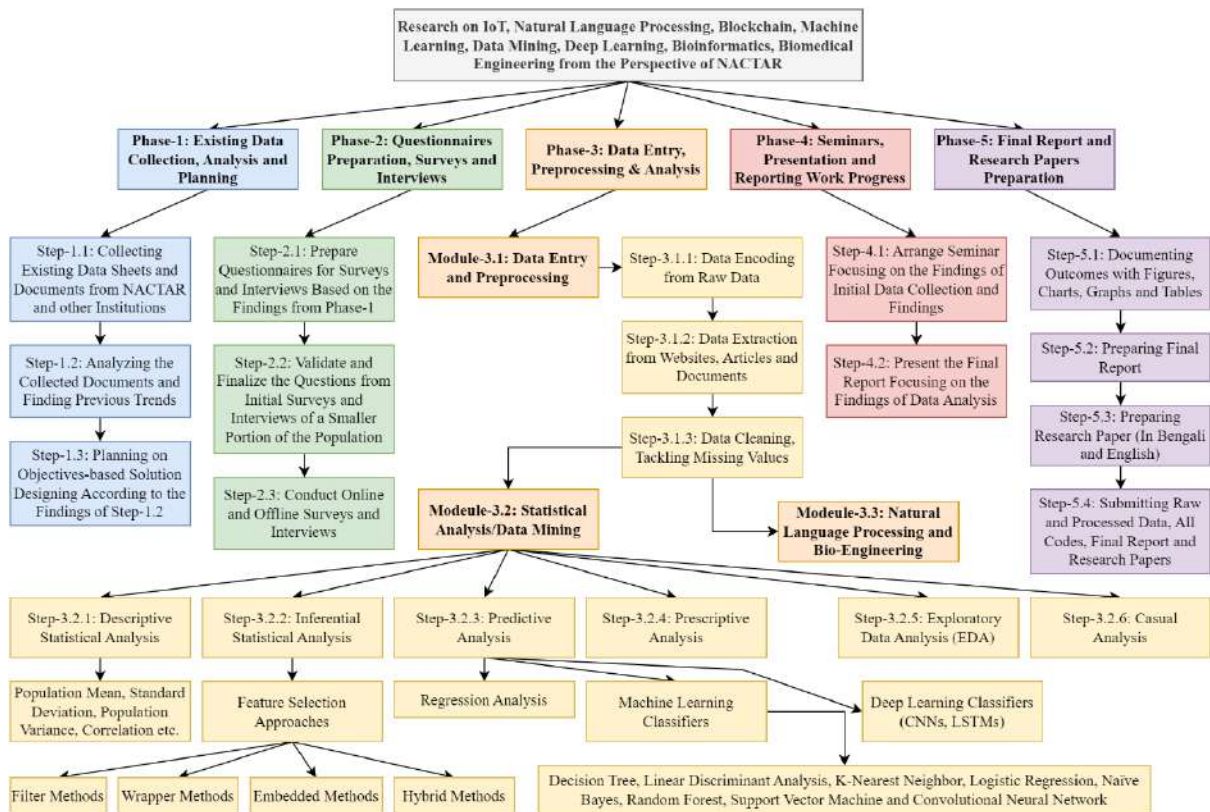 Research on IoT, Natural Language Processing, Blockchain, Machine
Learning, Data Mining, Deep Learning, Bioinformatics, Biomedical
Engineering from the Perspective of NACTAR
Phase-1: Existing Data
Collection, Analysis and
Planning
Phase-2: Questionnaires
Preparation, Surveys and
Interviews
Phase-3: Data Entry,
Preprocessing & Analysis
Phase-4: Seminars,
Presentation and
Reporting Work Progress
Phase-5: Final Report and
Research Papers
Preparation
Step-1.1: Collecting
Existing Data Sheets and
Documents from NACTAR
and other Institutions
Step-2.1: Prepare
Questionnaires for Surveys
and Interviews Based on the
Findings from Phase-1
Module-3.1: Data Entry
and Preprocessing
Step-3.1.1: Data Encoding
from Raw Data
Step-4.1: Arrange Seminar
Focusing on the Findings of
Initial Data Collection and
Findings
Step-5.1: Documenting
Outcomes with Figures,
Charts, Graphs and Tables
Step-1.2: Analyzing the
Collected Documents and
Finding Previous Trends
Step-2.2: Validate and
Finalize the Questions from
Initial Surveys and
Interviews of a Smaller
Portion of the Population
Step-3.1.2: Data Extraction
from Websites, Articles and
Documents
Step-4.2: Present the Final
Report Focusing on the
Findings of Data Analysis
Step-5.2: Preparing Final
Report
Step-1.3: Planning on
Objectives-based Solution
Designing According to the
Findings of Step-1.2
Step-2.3: Conduct Online
and Offline Surveys and
Interviews
Step-3.1.3: Data Cleaning,
Tackling Missing Values
Step-5.3: Preparing
Research Paper (In Bengali
and English)
Modeule-3.2: Statistical
Analysis/Data Mining
Modeule-3.3: Natural
Language Processing and
Bio-Engineering
Step-5.4: Submitting Raw
and Processed Data, All
Codes, Final Report and
Research Papers
Step-3.2.1: Descriptive
Statistical Analysis
Step-3.2.2: Inferential
Statistical Analysis
Step-3.2.3: Predictive
Analysis
Step-3.2.4: Prescriptive
Analysis
Step-3.2.5: Exploratory
Data Analysis (EDA)
Step-3.2.6: Casual
Analysis
Population Mean, Standard
Deviation, Population
Variance, Correlation etc.
Feature Selection
Approaches
Regression Analysis
Machine Learning
Classifiers
Deep Learning Classifiers
(CNNs, LSTMs)
Filter Methods
Wrapper Methods
Embedded Methods
Hybrid Methods
Decision Tree, Linear Discriminant Analysis, K-Nearest Neighbor, Logistic Regression, Naïve
Bayes, Random Forest, Support Vector Machine and Convolutional Neural Network